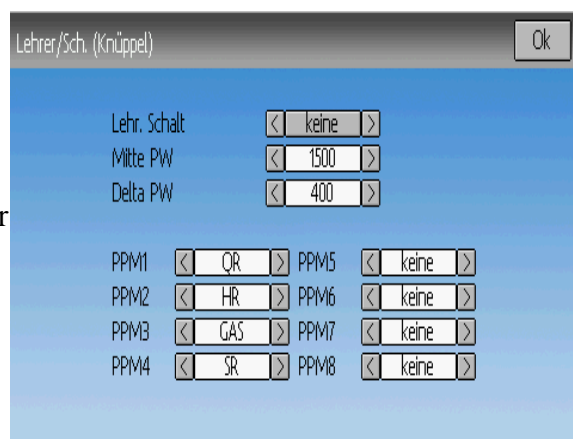 Lehrer/Sch. (Knüppel) Ok
Lehr. Schalt < keine >
Mitte PW < 1500 >
Delta PW < 400 >
r
PPM1 < QR > PPM5 < keine >
PPM2 < HR > PPM6 < keine >
PPM3 < GAS > PPM7 < keine >
PPM4 < SR > PPM8 < keine >